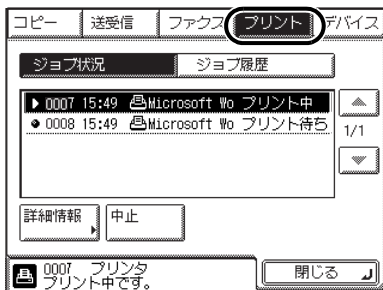 コピー 送受信 ファクス プリント デバイス
ジョブ状況 ジョブ履歴
0007 15:49 Microsoft Wo プリント中
0008 15:49 Microsoft Wo プリント待ち
1/1
詳細情報 中止
0007 プリンタ
プリント中です。
閉じる